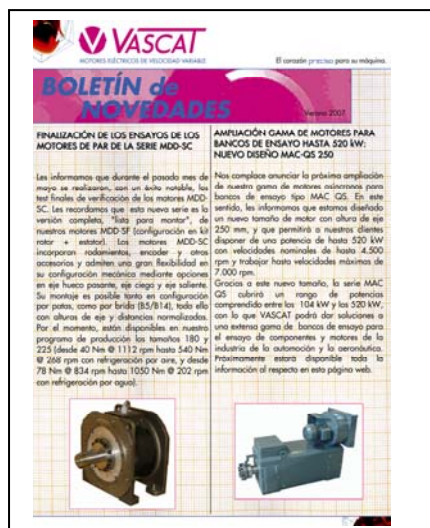 VASCAT
MOTORES ELÉCTRICOS DE VELOCIDAD VARIABLE
El corazón preciso para su máquina.
BOLETÍN de
NOVEDADES
Verano 2007
FINALIZACIÓN DE LOS ENSAYOS DE LOS
MOTORES DE PAR DE LA SERIE MDD-SC
Les informamos que durante el pasado mes de
mayo se realizaron, con un éxito notable, los
test finales de verificación de los motores MDD-
SC. Les recordamos que esta nueva serie es la
versión completa, "lista para montar", de
nuestros motores MDD-SF (configuración en kit
rotor + estator). Los motores MDD-SC
incorporan rodamientos, encoder y otros
accesorios y admiten una gran flexibilidad en
su configuración mecánica mediante opciones
en eje hueco pasante, eje ciego y eje saliente.
Su montaje es posible tanto en configuración
por patas, como por brida (B5/B14), todo ello
con alturas de eje y distancias normalizadas.
Por el momento, están disponibles en nuestro
programa de producción los tamaños 180 y
225 (desde 40 Nm @ 1112 rpm hasta 540 Nm
@ 268 rpm con refrigeración por aire, y desde
78 Nm @ 834 rpm hasta 1050 Nm @ 202 rpm
con refrigeración por agua).
AMPLIACIÓN GAMA DE MOTORES PARA
BANCOS DE ENSAYO HASTA 520 kW:
NUEVO DISEÑO MAC-QS 250
Nos complace anunciar la próxima ampliación
de nuestra gama de motores asíncronos para
bancos de ensayo tipo MAC QS. En este
sentido, les informamos que estamos diseñado
un nuevo tamaño de motor con altura de eje
250 mm, y que permitirá a nuestros clientes
disponer de una potencia de hasta 520 kW
con velocidades nominales de hasta 4.500
rpm y trabajar hasta velocidades máximas de
7.000 rpm.
Gracias a este nuevo tamaño, la serie MAC
QS cubrirá un rango de potencias
comprendido entre los 104 kW y los 520 kW,
con lo que VASCAT podrá dar soluciones a
una extensa gama de bancos de ensayo para
el ensayo de componentes y motores de la
industria de la automoción y la aeronáutica.
Próximamente estará disponible toda la
información al respecto en esta página web.